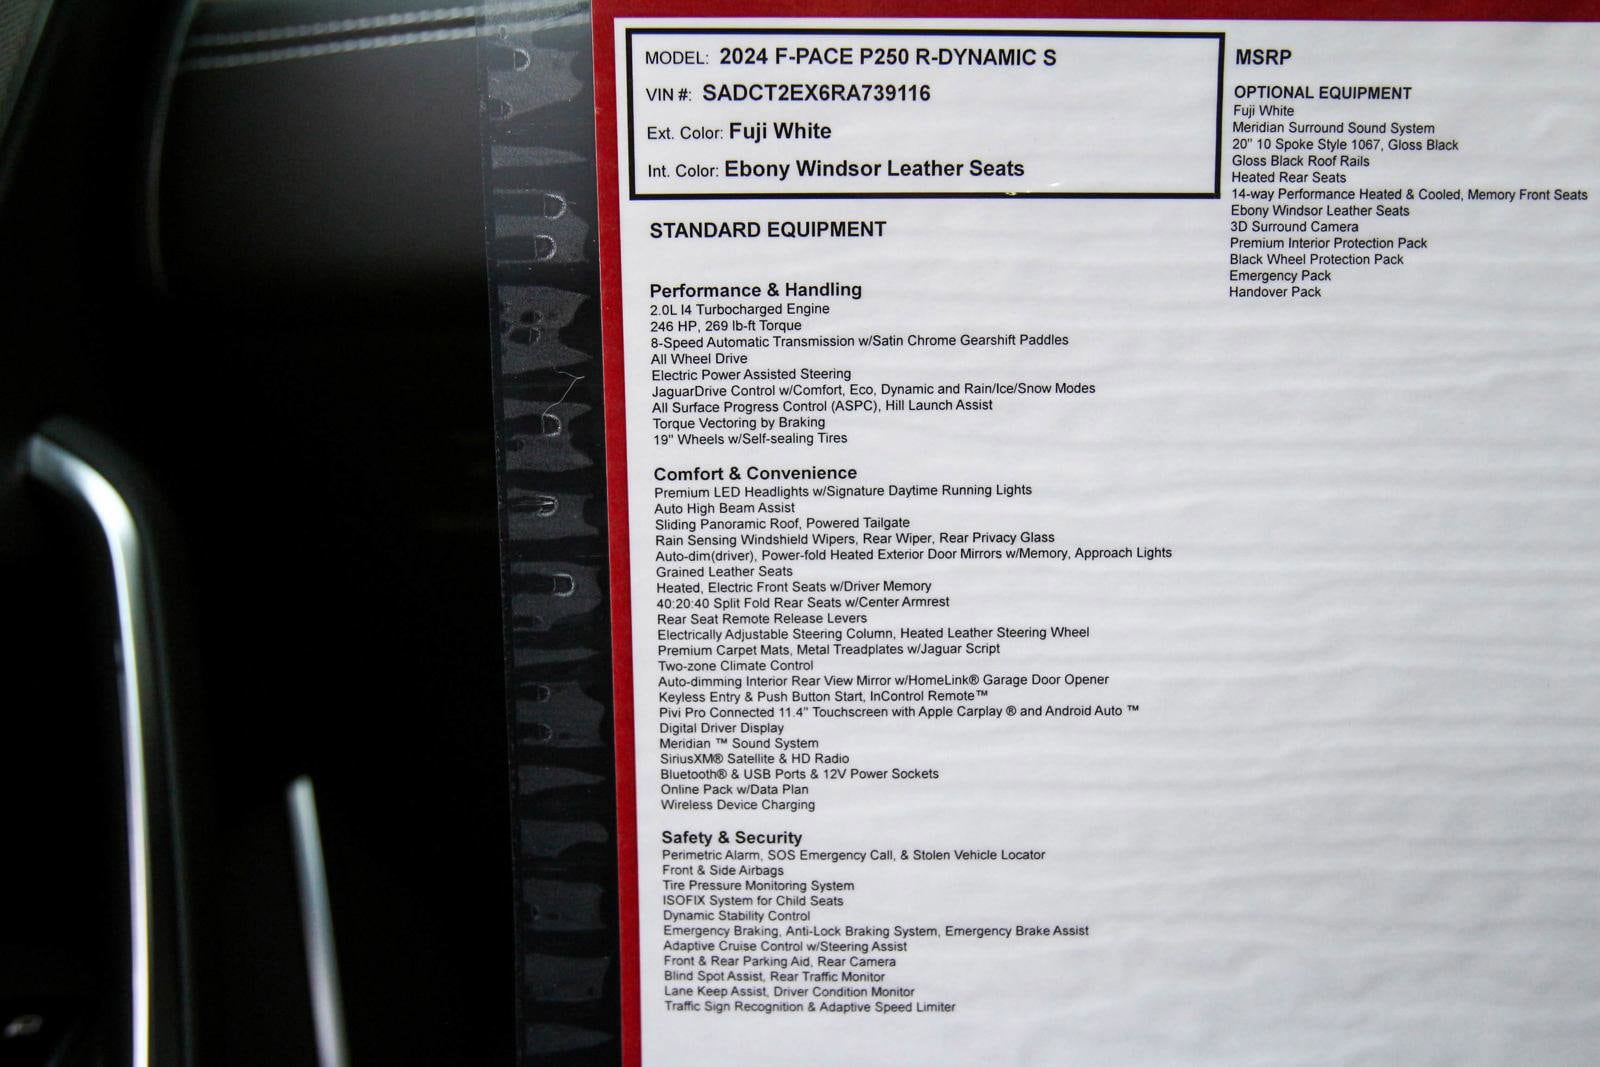 MODEL: 2024 F-PACE P250 R-DYNAMIC S
VIN #: SADCT2EX6RA739116
Ext. Color: Fuji White
Int. Color: Ebony Windsor Leather Seats
STANDARD EQUIPMENT
Performance & Handling
2.0L I4 Turbocharged Engine
246 HP, 269 lb-ft Torque
8-Speed Automatic Transmission w/Satin Chrome Gearshift Paddles
All Wheel Drive
Electric Power Assisted Steering
JaguarDrive Control w/Comfort, Eco, Dynamic and Rain/Ice/Snow Modes
All Surface Progress Control (ASPC), Hill Launch Assist
Torque Vectoring by Braking
19" Wheels w/Self-sealing Tires
Comfort & Convenience
Premium LED Headlights w/Signature Daytime Running Lights
Auto High Beam Assist
Sliding Panoramic Roof, Powered Tailgate
Rain Sensing Windshield Wipers, Rear Wiper, Rear Privacy Glass
Auto-dim(driver), Power-fold Heated Exterior Door Mirrors w/Memory, Approach Lights
Grained Leather Seats
Heated, Electric Front Seats w/Driver Memory
40:20:40 Split Fold Rear Seats w/Center Armrest
Rear Seat Remote Release Levers
Electrically Adjustable Steering Column, Heated Leather Steering Wheel
Premium Carpet Mats, Metal Treadplates w/Jaguar Script
Two-zone Climate Control
Auto-dimming Interior Rear View Mirror w/HomeLink® Garage Door Opener
Keyless Entry & Push Button Start, InControl Remote™
Pivi Pro Connected 11.4" Touchscreen with Apple Carplay ® and Android Auto ™
Digital Driver Display
Meridian ™ Sound System
SiriusXM® Satellite & HD Radio
Bluetooth® & USB Ports & 12V Power Sockets
Online Pack w/Data Plan
Wireless Device Charging
Safety & Security
Perimetric Alarm, SOS Emergency Call, & Stolen Vehicle Locator
Front & Side Airbags
Tire Pressure Monitoring System
ISOFIX System for Child Seats
Dynamic Stability Control
Emergency Braking, Anti-Lock Braking System, Emergency Brake Assist
Adaptive Cruise Control w/Steering Assist
Front & Rear Parking Aid, Rear Camera
Blind Spot Assist, Rear Traffic Monitor
Lane Keep Assist, Driver Condition Monitor
Traffic Sign Recognition & Adaptive Speed Limiter
MSRP
OPTIONAL EQUIPMENT
Fuji White
Meridian Surround Sound System
20" 10 Spoke Style 1067, Gloss Black
Gloss Black Roof Rails
Heated Rear Seats
14-way Performance Heated & Cooled, Memory Front Seats
Ebony Windsor Leather Seats
3D Surround Camera
Premium Interior Protection Pack
Black Wheel Protection Pack
Emergency Pack
Handover Pack